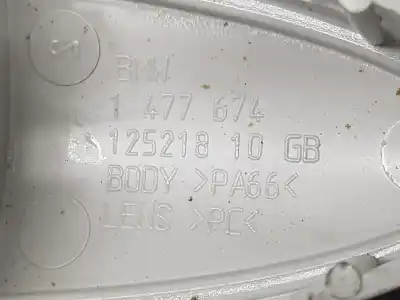 BMW
1 477 674
125218 10 GB
BODY >PA66<
LENS >PC<